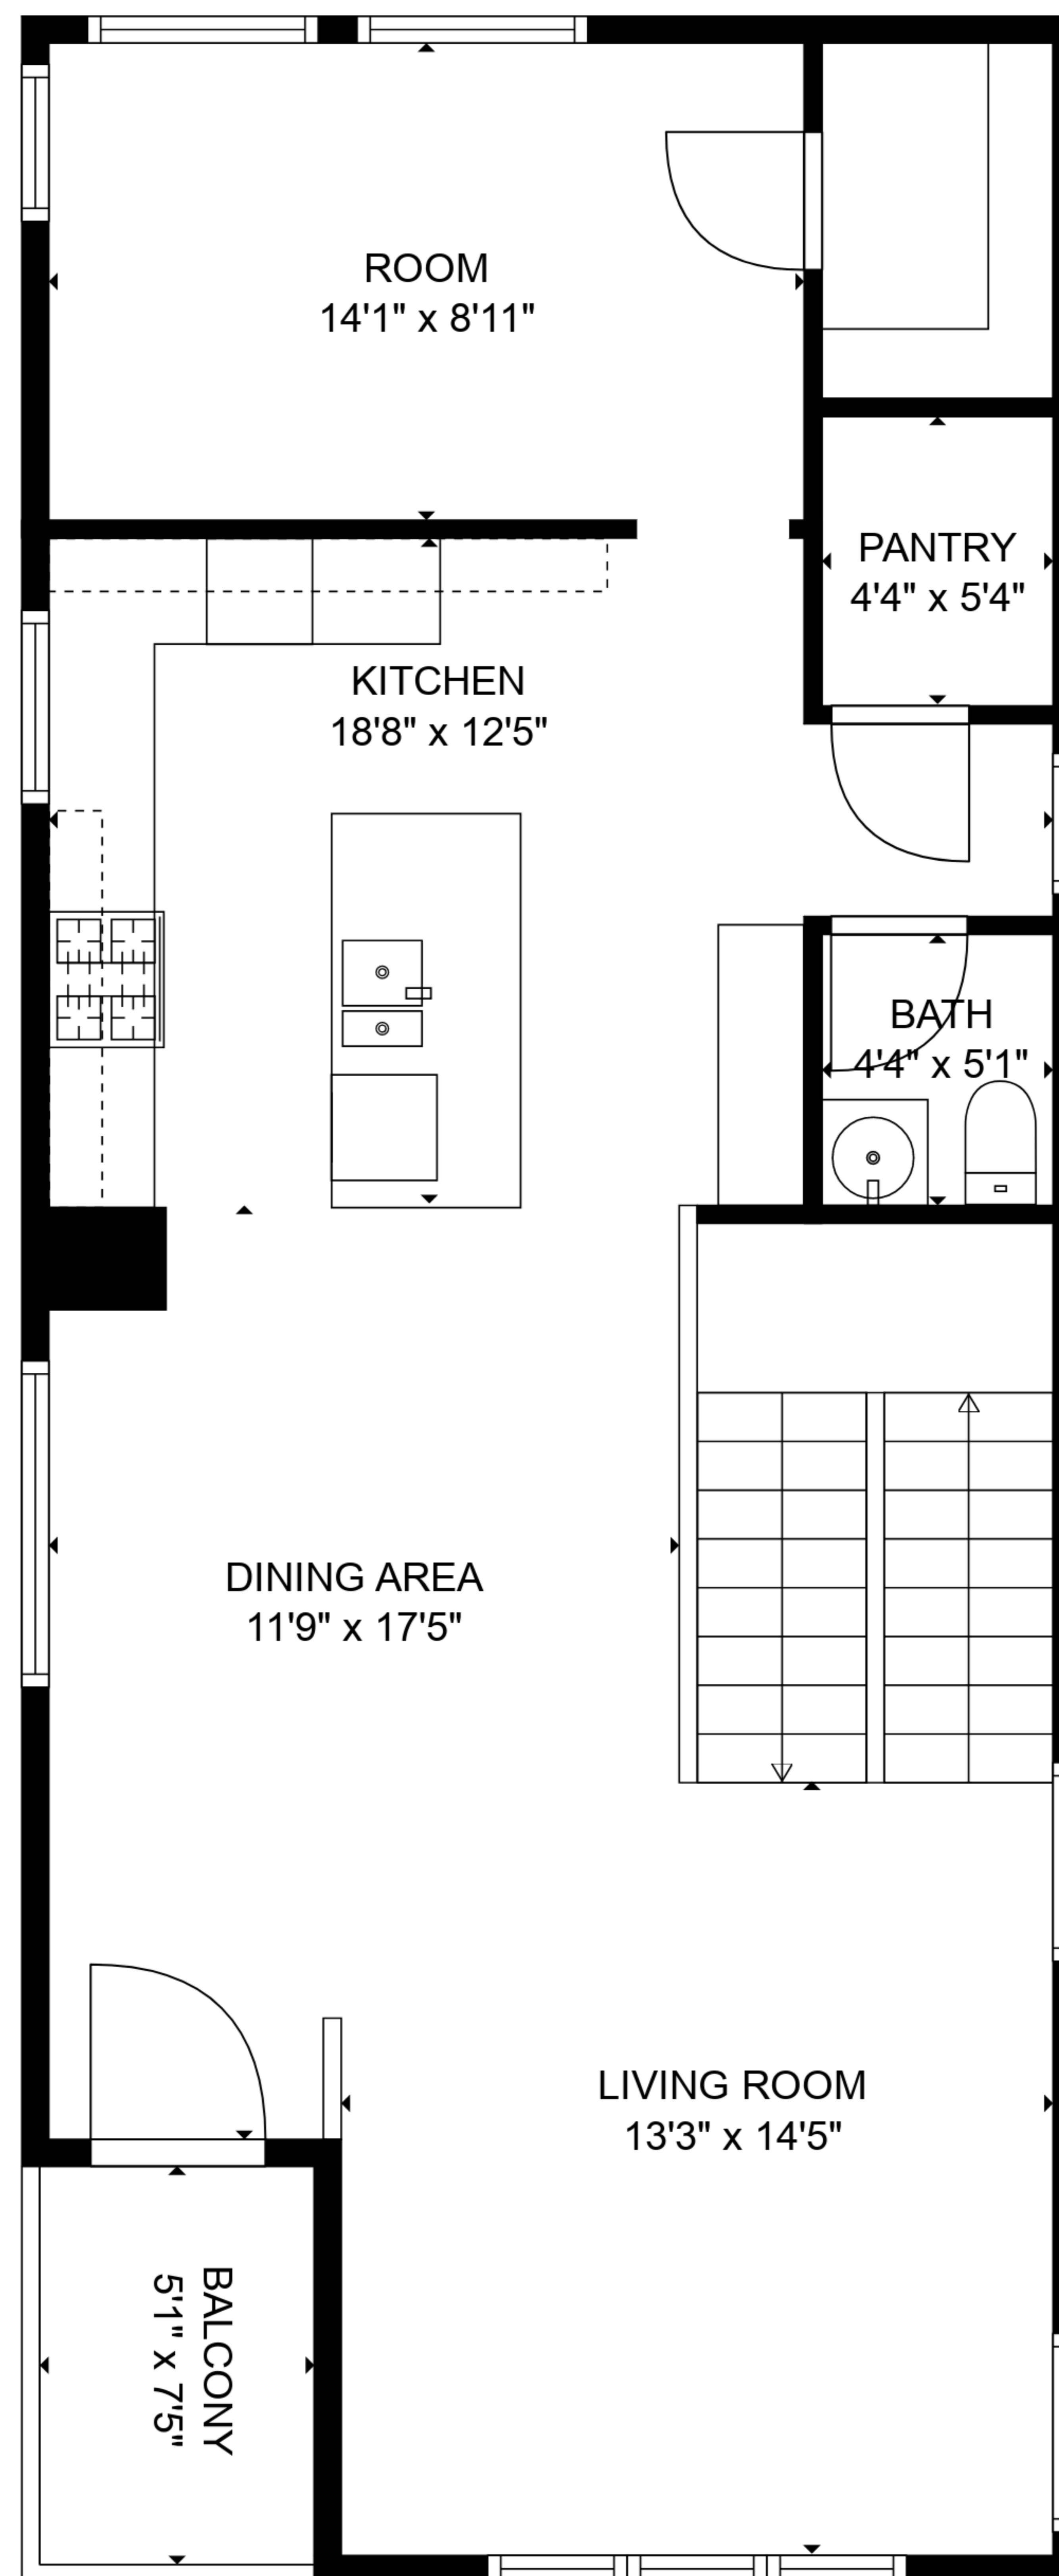 ROOM
14'1" x 8'11"
PANTRY
4'4" x 5'4"
KITCHEN
18'8" x 12'5"
BATH
4'4" x 5'1"
DINING AREA
11'9" x 17'5"
LIVING ROOM
13'3" x 14'5"
BALCONY
5'1" x 7'5"